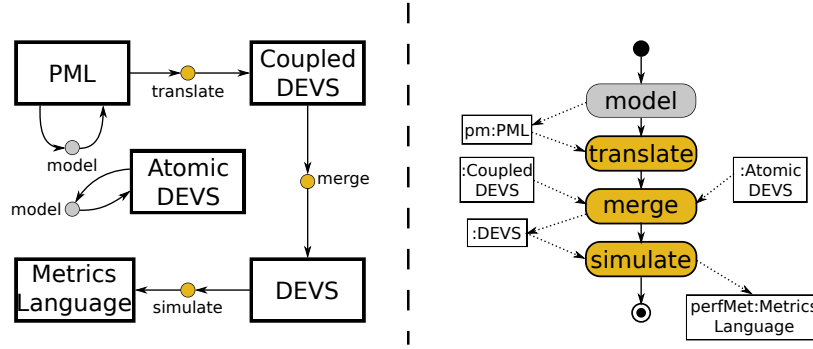 PML
translate
Coupled
DEVS
model
Atomic
DEVS
model
merge
Metrics
Language
simulate
DEVS
model
pm:PML
translate
:Coupled
DEVS
merge
:Atomic
DEVS
:DEVS
simulate
perfMet:Metrics
Language